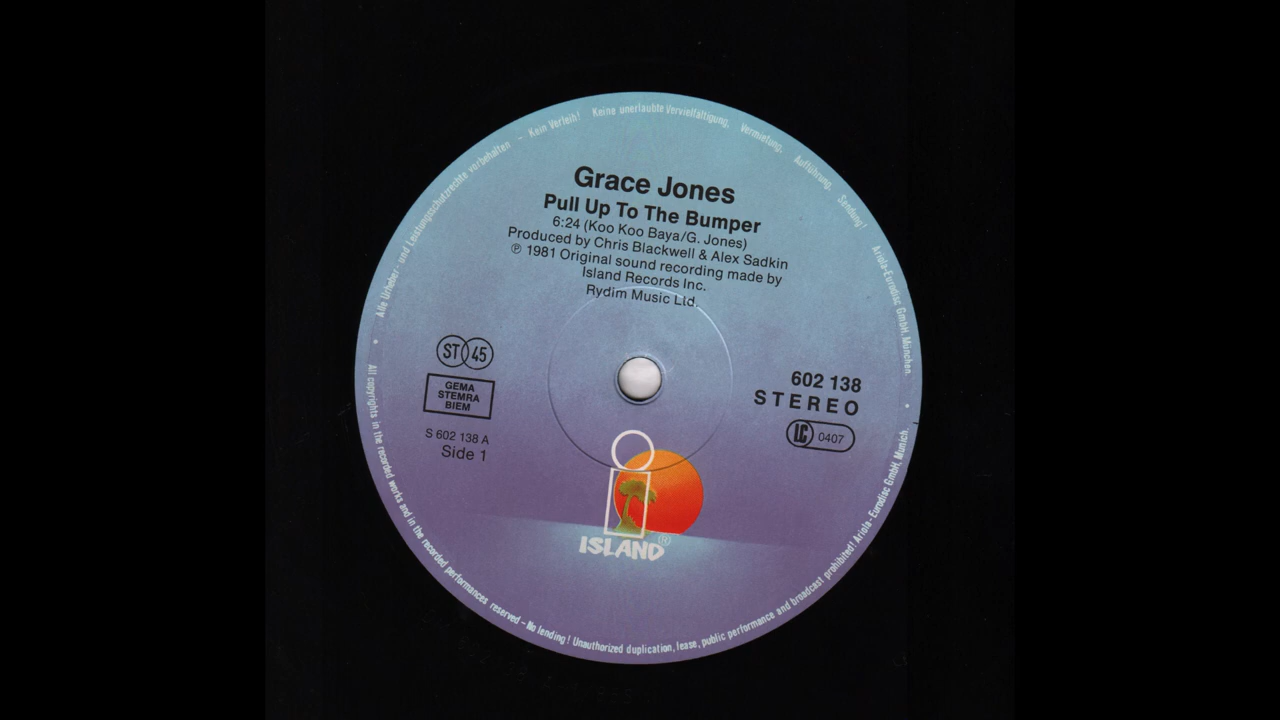 Grace Jones
Pull Up To The Bumper
6:24 (Koo Koo Baya/G. Jones)
Produced by Chris Blackwell & Alex Sadkin
℗ 1981 Original sound recording made by
Island Records Inc.
Rydim Music Ltd.
ST 45
GEMA
STEMRA
BIEM
S 602 138 A
Side 1
602 138
STEREO
LC 0407
ISLAND®
Alle Urheber- und Leistungsschutzrechte vorbehalten - Kein Verleih! Keine unerlaubte Vervielfältigung, Vermietung, Aufführung, Sendung! Ariola-Eurodisc GmbH, München.
All copyrights in the recorded works and in the recorded performances reserved - No lending! Unauthorized duplication, lease, public performance and broadcast prohibited! Ariola-Eurodisc GmbH, Munich.